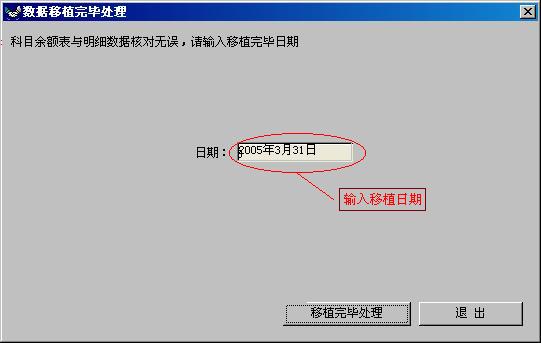 数据移植完毕处理
科目余额表与明细数据核对无误，请输入移植完毕日期
日期： 2005年3月31日
输入移植日期
移植完毕处理 退 出